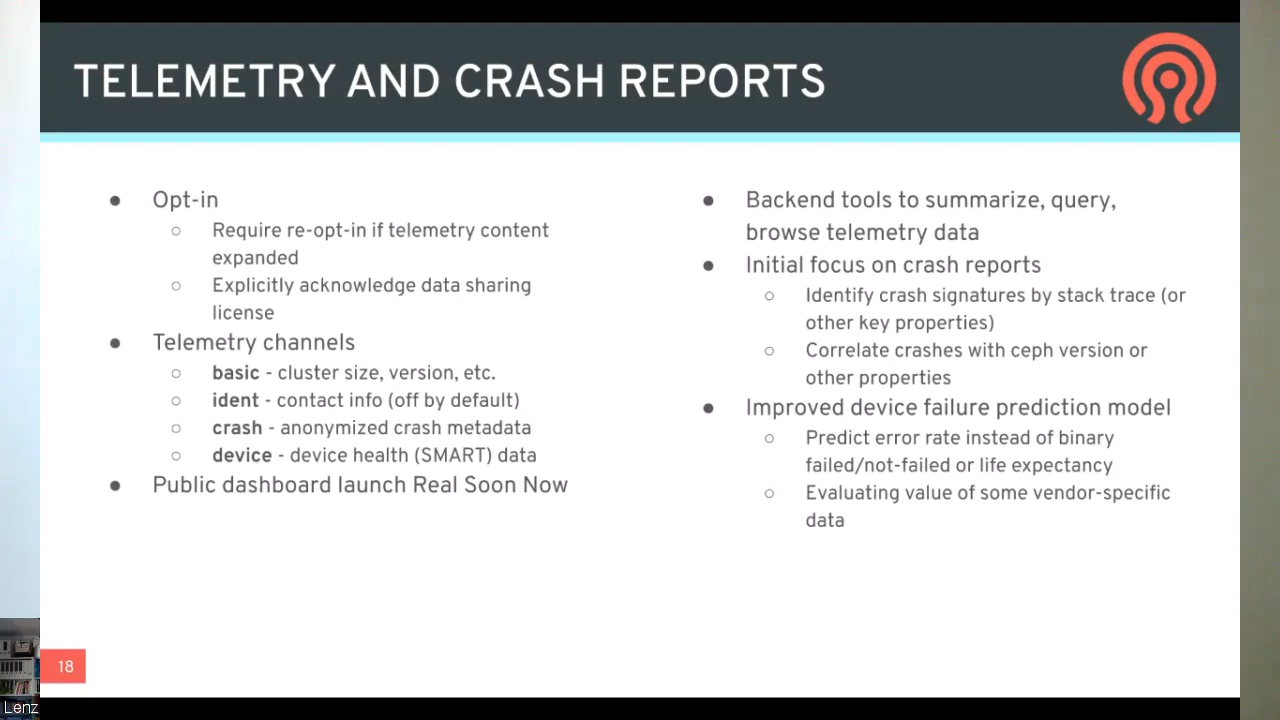 TELEMETRY AND CRASH REPORTS
● Opt-in
○ Require re-opt-in if telemetry content
expanded
○ Explicitly acknowledge data sharing
license
● Telemetry channels
○ basic - cluster size, version, etc.
○ ident - contact info (off by default)
○ crash - anonymized crash metadata
○ device - device health (SMART) data
● Public dashboard launch Real Soon Now
● Backend tools to summarize, query,
browse telemetry data
● Initial focus on crash reports
○ Identify crash signatures by stack trace (or
other key properties)
○ Correlate crashes with ceph version or
other properties
● Improved device failure prediction model
○ Predict error rate instead of binary
failed/not-failed or life expectancy
○ Evaluating value of some vendor-specific
data
18
Lenz